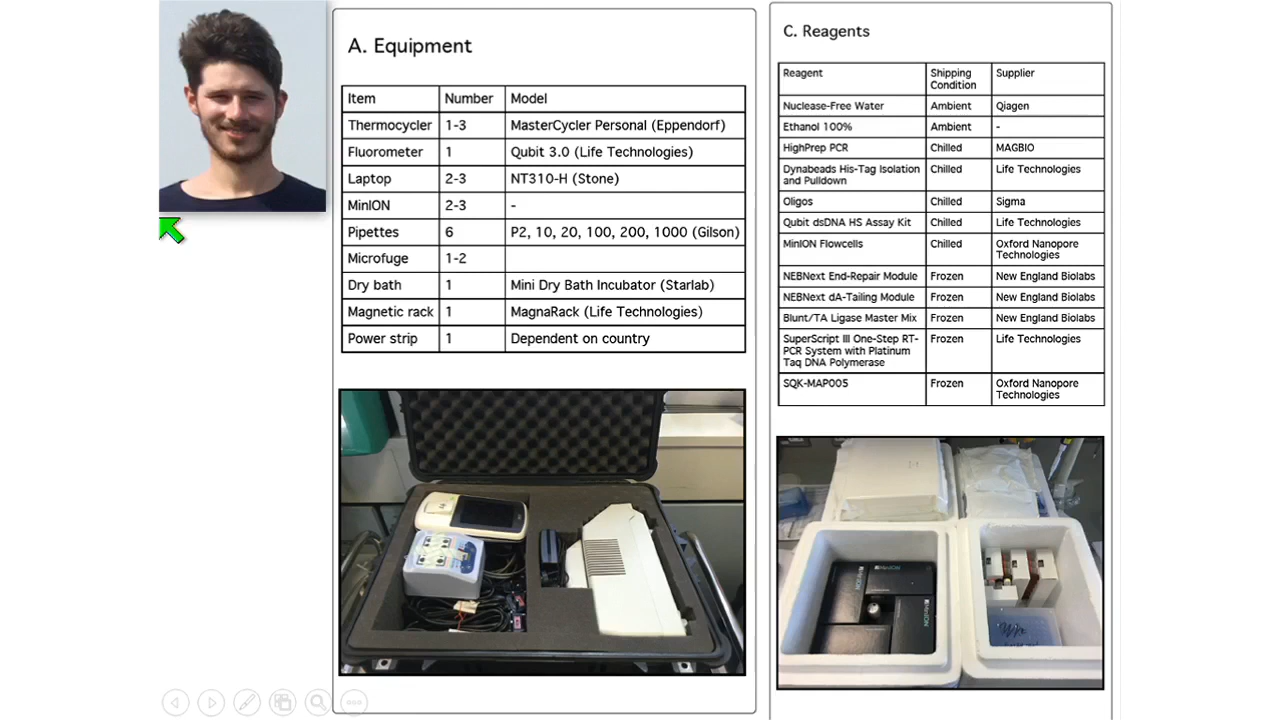 A. Equipment
Item Number Model
Thermocycler 1-3 MasterCycler Personal (Eppendorf)
Fluorometer 1 Qubit 3.0 (Life Technologies)
Laptop 2-3 NT310-H (Stone)
MinION 2-3 -
Pipettes 6 P2, 10, 20, 100, 200, 1000 (Gilson)
Microfuge 1-2
Dry bath 1 Mini Dry Bath Incubator (Starlab)
Magnetic rack 1 MagnaRack (Life Technologies)
Power strip 1 Dependent on country
C. Reagents
Reagent Shipping Condition Supplier
Nuclease-Free Water Ambient Qiagen
Ethanol 100% Ambient -
HighPrep PCR Chilled MAGBIO
Dynabeads His-Tag Isolation and Pulldown Chilled Life Technologies
Oligos Chilled Sigma
Qubit dsDNA HS Assay Kit Chilled Life Technologies
MinION Flowcells Chilled Oxford Nanopore Technologies
NEBNext End-Repair Module Frozen New England Biolabs
NEBNext dA-Tailing Module Frozen New England Biolabs
Blunt/TA Ligase Master Mix Frozen New England Biolabs
SuperScript III One-Step RT-PCR System with Platinum Taq DNA Polymerase Frozen Life Technologies
SQK-MAP005 Frozen Oxford Nanopore Technologies
MinION
MinION
MinION